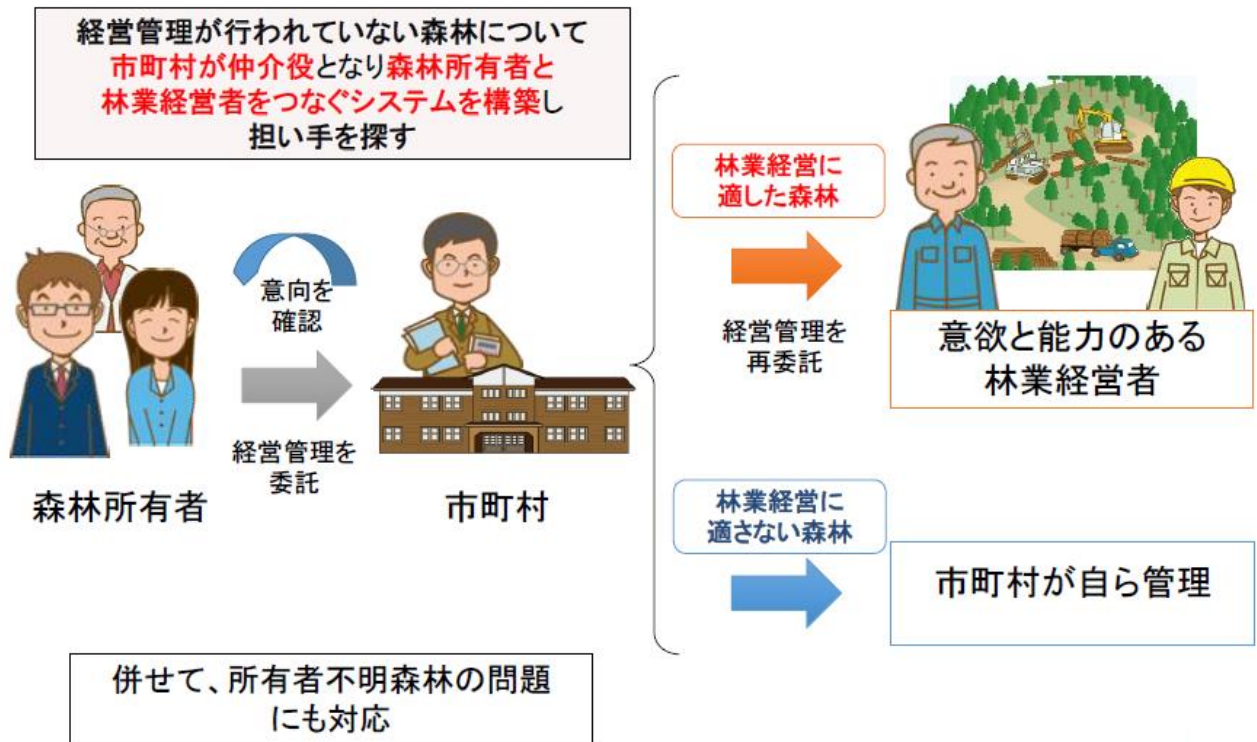 経営管理が行われていない森林について
市町村が仲介役となり森林所有者と
林業経営者をつなぐシステムを構築し
担い手を探す
意向を
確認
経営管理を
委託
森林所有者
市町村
林業経営に
適した森林
経営管理を
再委託
意欲と能力のある
林業経営者
林業経営に
適さない森林
市町村が自ら管理
併せて、所有者不明森林の問題
にも対応